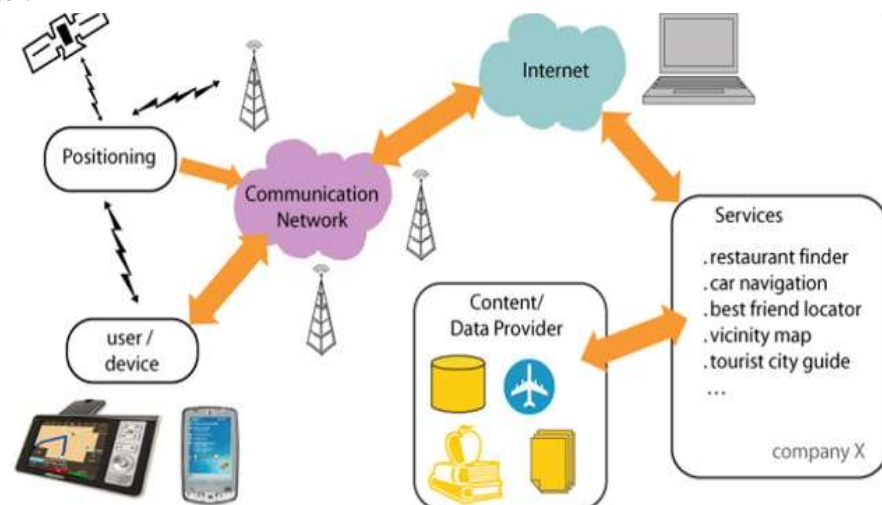 Internet
Positioning
Communication
Network
Services
.restaurant finder
.car navigation
.best friend locator
.vicinity map
.tourist city guide
...
Content/
Data Provider
user /
device
company X